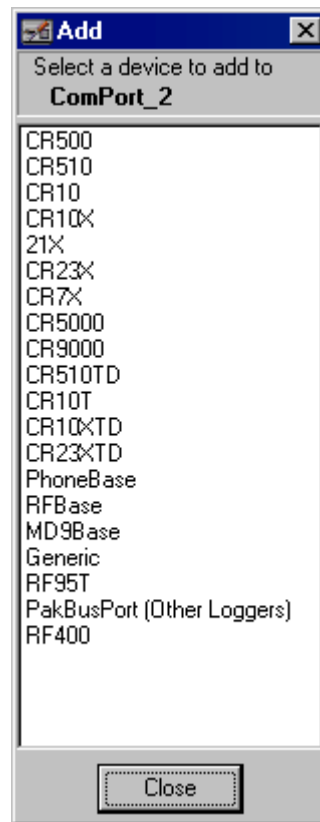 Add
Select a device to add to
ComPort_2
CR500
CR510
CR10
CR10X
21X
CR23X
CR7X
CR5000
CR9000
CR510TD
CR10T
CR10XTD
CR23XTD
PhoneBase
RFBase
MD9Base
Generic
RF95T
PakBusPort (Other Loggers)
RF400
Close